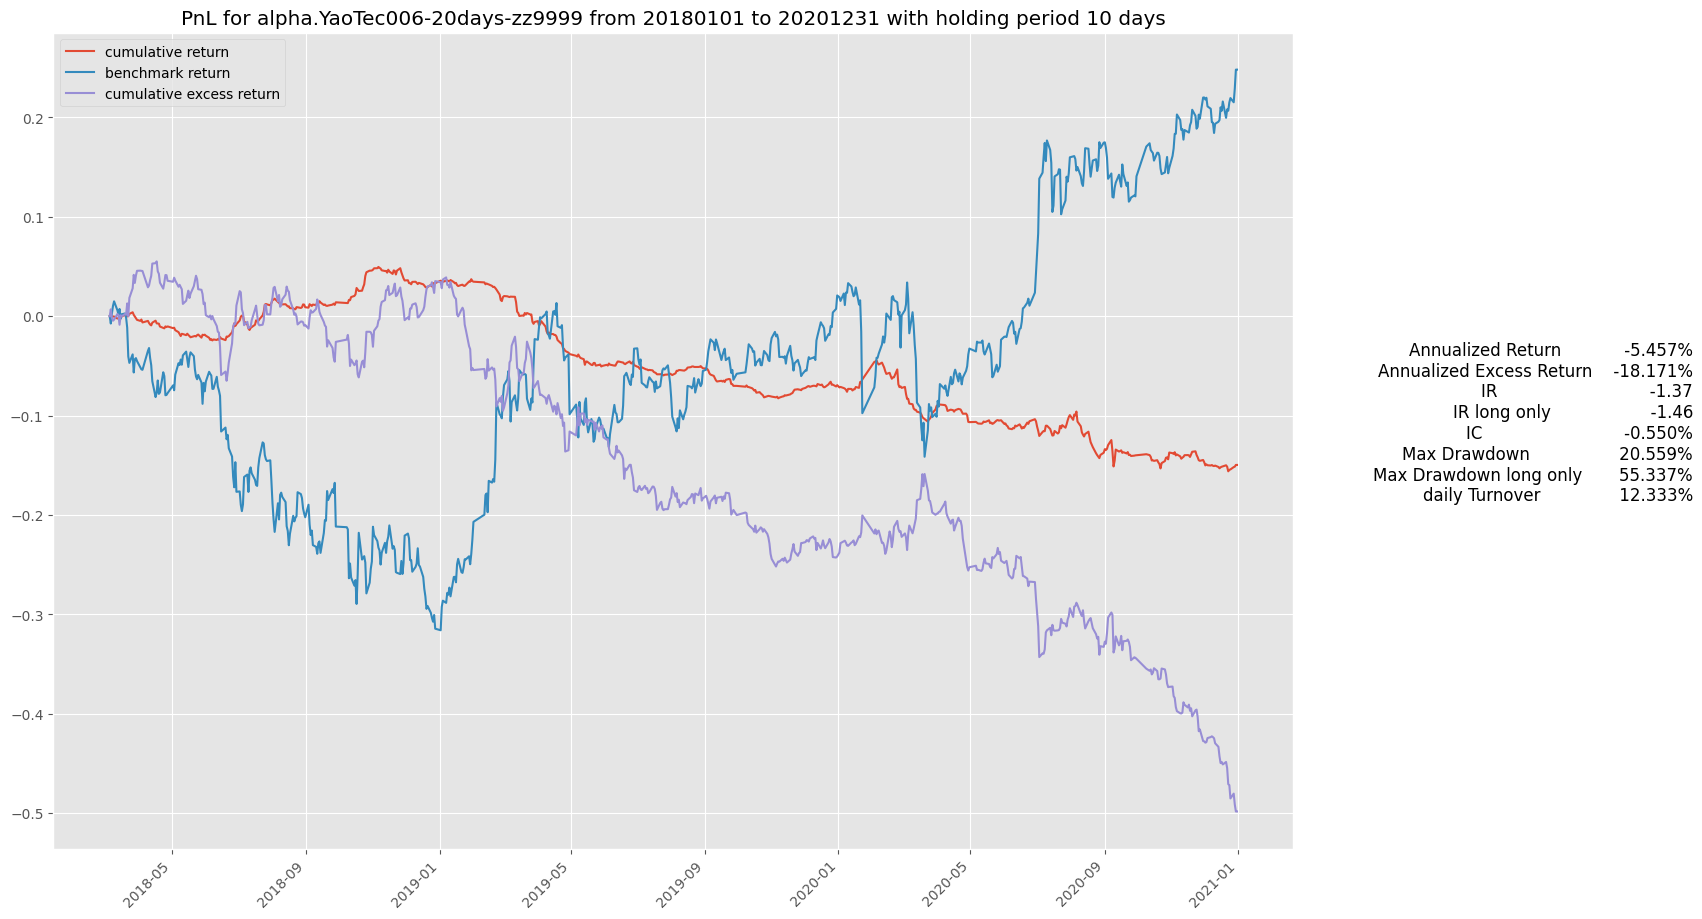 PnL for alpha.YaoTec006-20days-zz9999 from 20180101 to 20201231 with holding period 10 days
cumulative return
benchmark return
cumulative excess return
0.2
0.1
0.0
−0.1
−0.2
−0.3
−0.4
−0.5
2018-05
2018-09
2019-01
2019-05
2019-09
2020-01
2020-05
2020-09
2021-01
Annualized Return -5.457%
Annualized Excess Return -18.171%
IR -1.37
IR long only -1.46
IC -0.550%
Max Drawdown 20.559%
Max Drawdown long only 55.337%
daily Turnover 12.333%